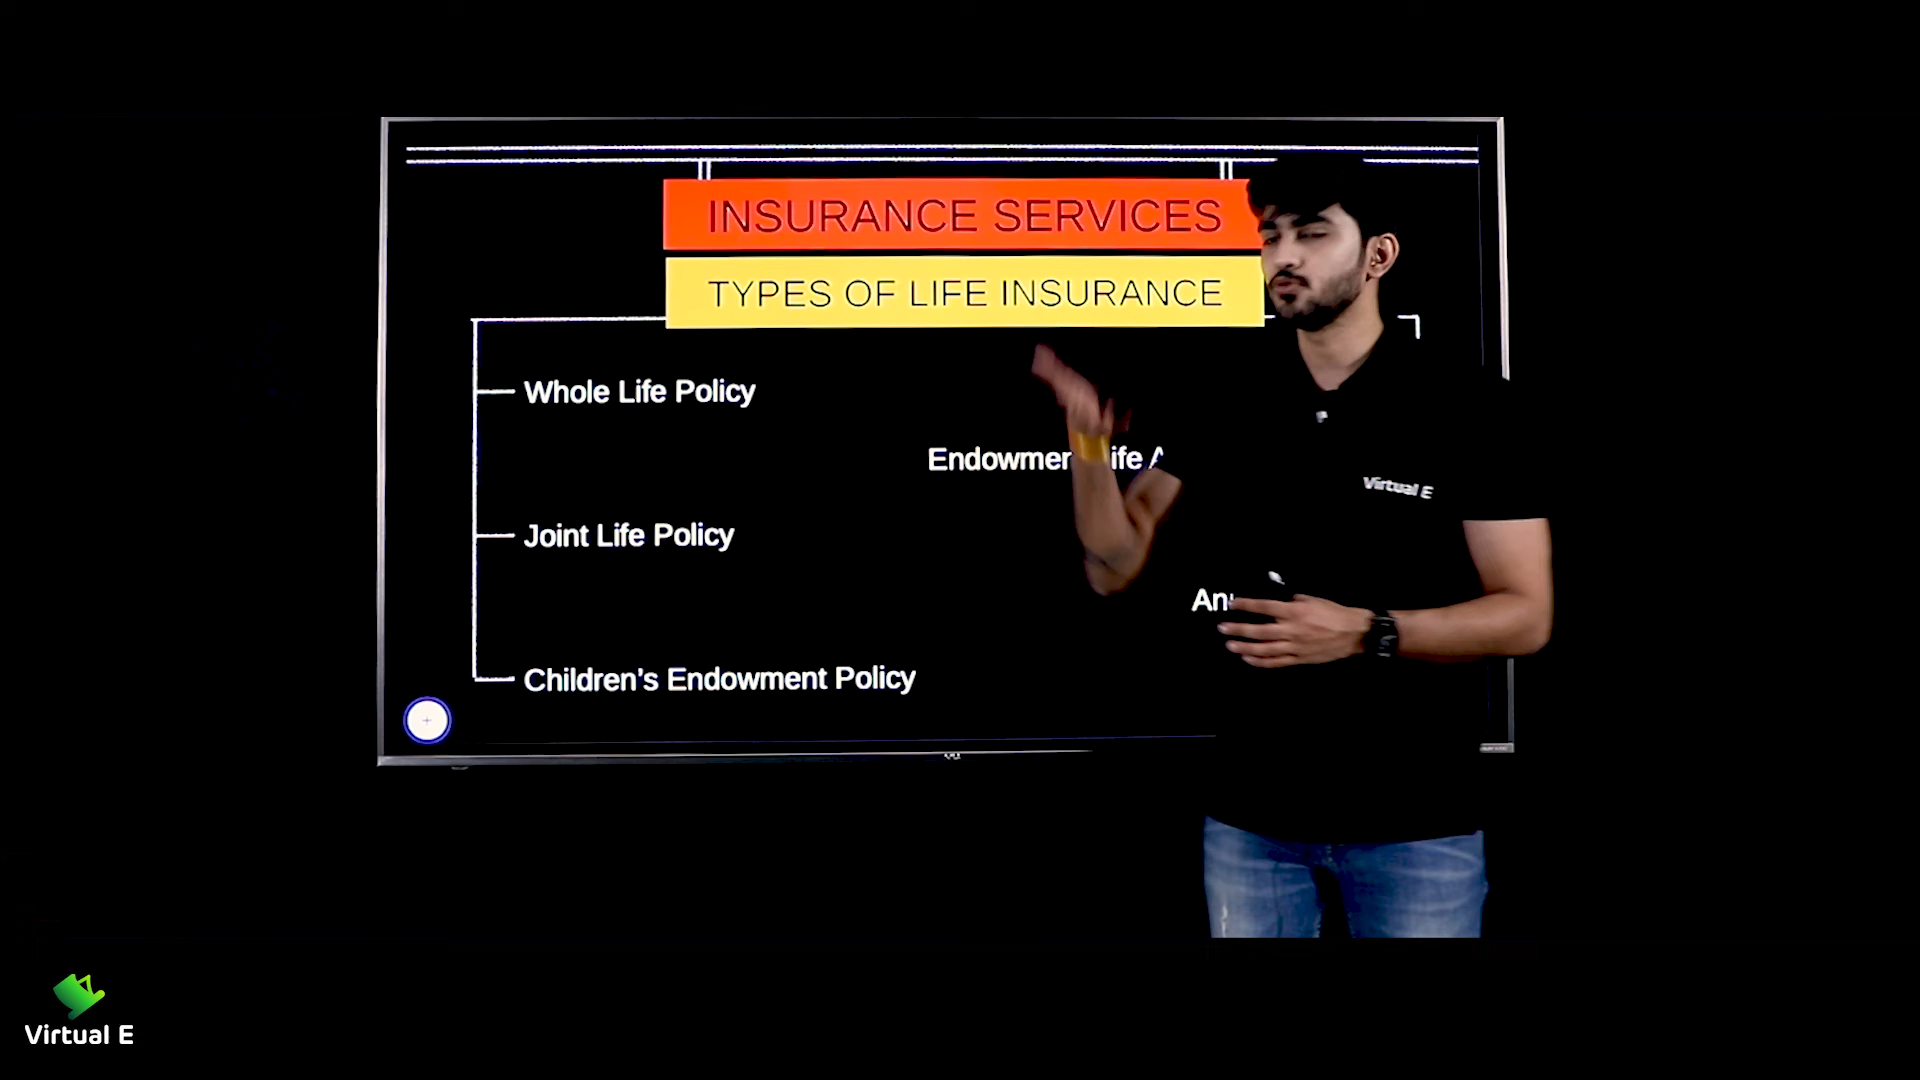 INSURANCE SERVICES
TYPES OF LIFE INSURANCE
Whole Life Policy
Joint Life Policy
Children's Endowment Policy
Virtual E
Virtual E